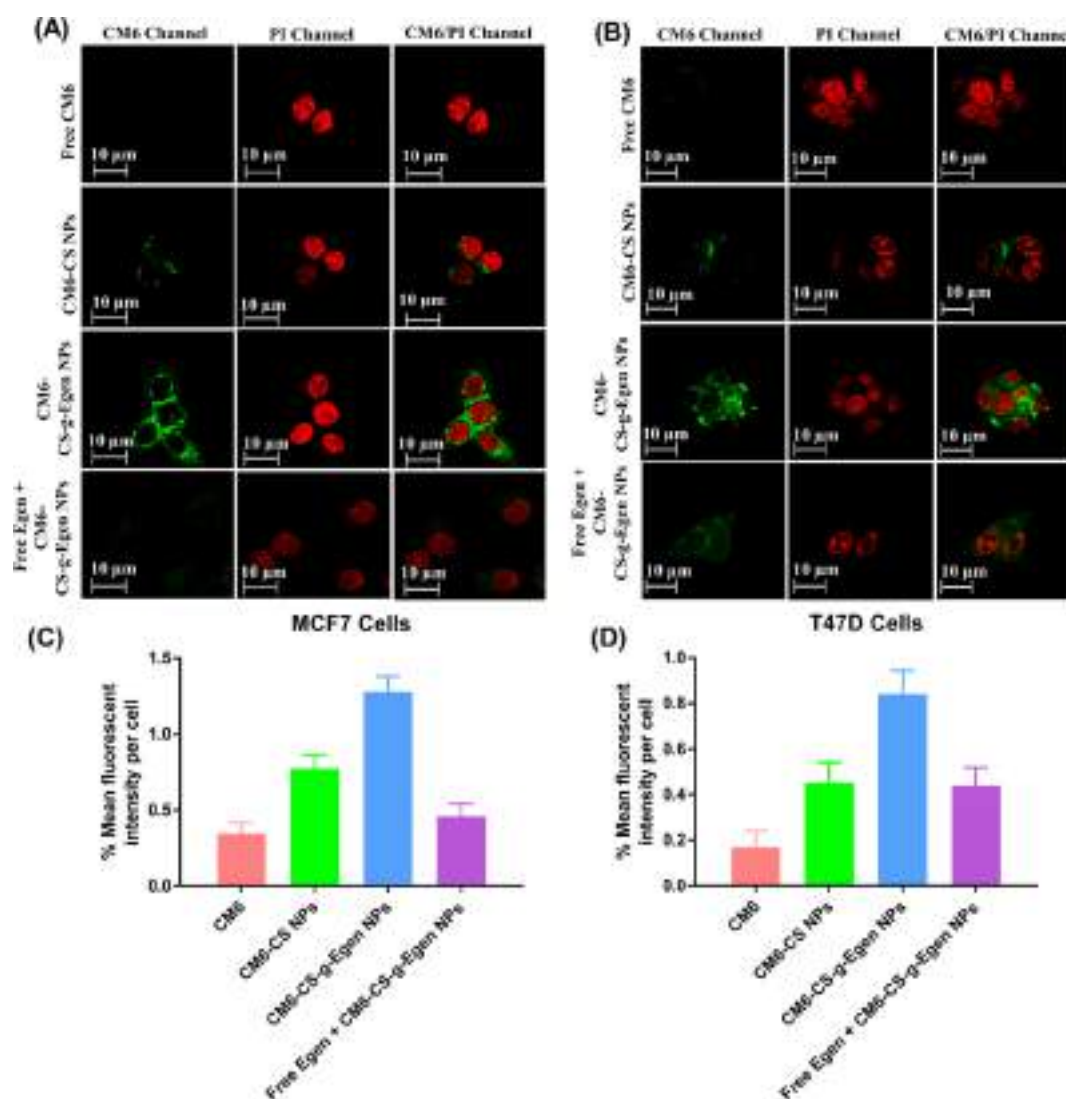 (A)
CM6 Channel PI Channel CM6/PI Channel
Free CM6
10 μm 10 μm 10 μm
CM6-CS NPs
10 μm 10 μm 10 μm
CM6-
CS-g-Egen NPs
10 μm 10 μm 10 μm
Free Egen +
CM6-
CS-g-Egen NPs
10 μm 10 μm 10 μm
(B)
CM6 Channel PI Channel CM6/PI Channel
Free CM6
10 μm 10 μm 10 μm
CM6-CS NPs
10 μm 10 μm 10 μm
CM6-
CS-g-Egen NPs
10 μm 10 μm 10 μm
Free Egen +
CM6-
CS-g-Egen NPs
10 μm 10 μm 10 μm
(C)
MCF7 Cells
% Mean fluorescent
intensity per cell
1.5
1.0
0.5
0.0
CM6
CM6-CS NPs
CM6-CS-g-Egen NPs
Free Egen + CM6-CS-g-Egen NPs
(D)
T47D Cells
% Mean fluorescent
intensity per cell
1.0
0.8
0.6
0.4
0.2
0.0
CM6
CM6-CS NPs
CM6-CS-g-Egen NPs
Free Egen + CM6-CS-g-Egen NPs